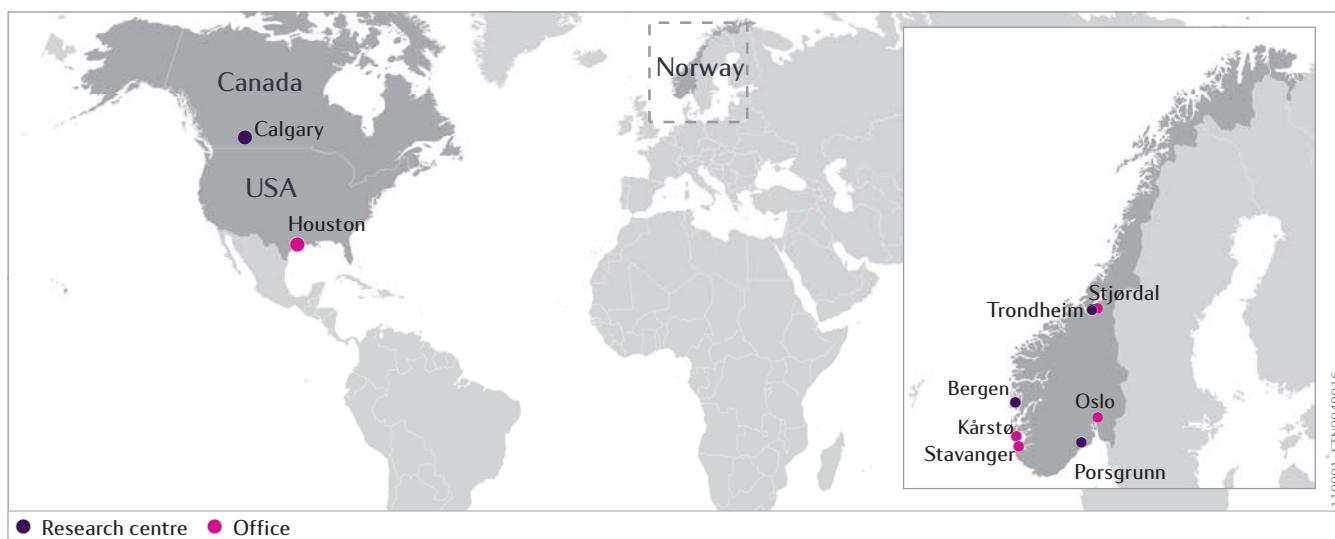 Canada
Calgary
USA
Houston
Norway
Stjørdal
Trondheim
Bergen
Oslo
Kårstø
Stavanger
Porsgrunn
Research centre
Office